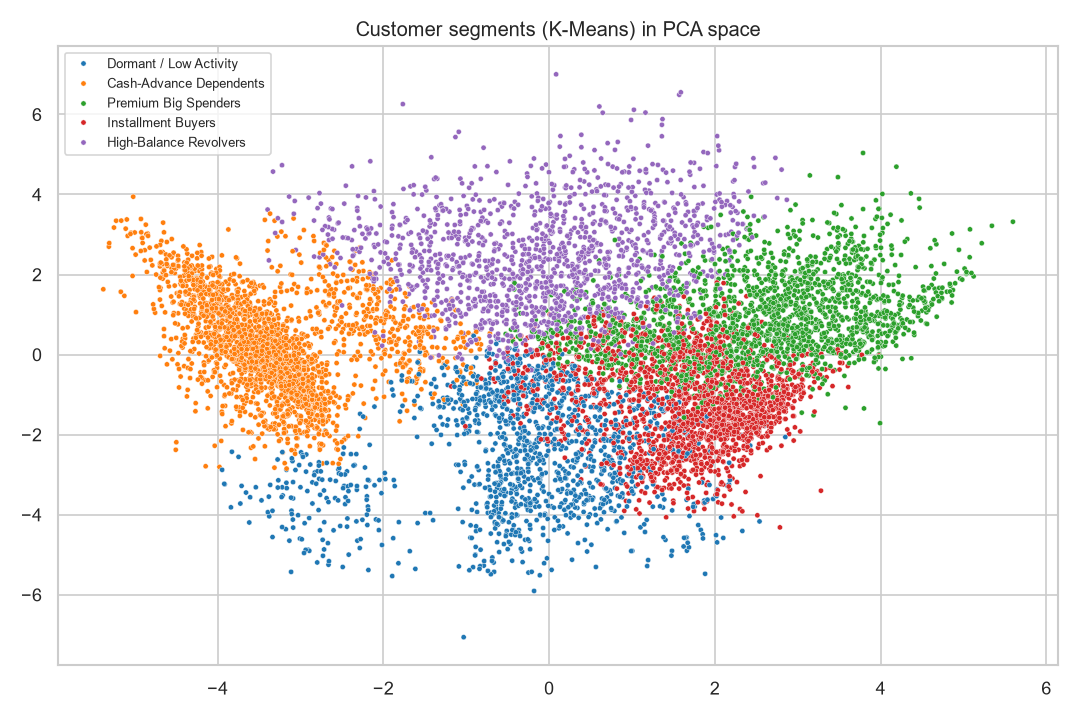 Customer segments (K-Means) in PCA space
Dormant / Low Activity
Cash-Advance Dependents
Premium Big Spenders
Installment Buyers
High-Balance Revolvers
6
4
2
0
−2
−4
−6
−4 −2 0 2 4 6